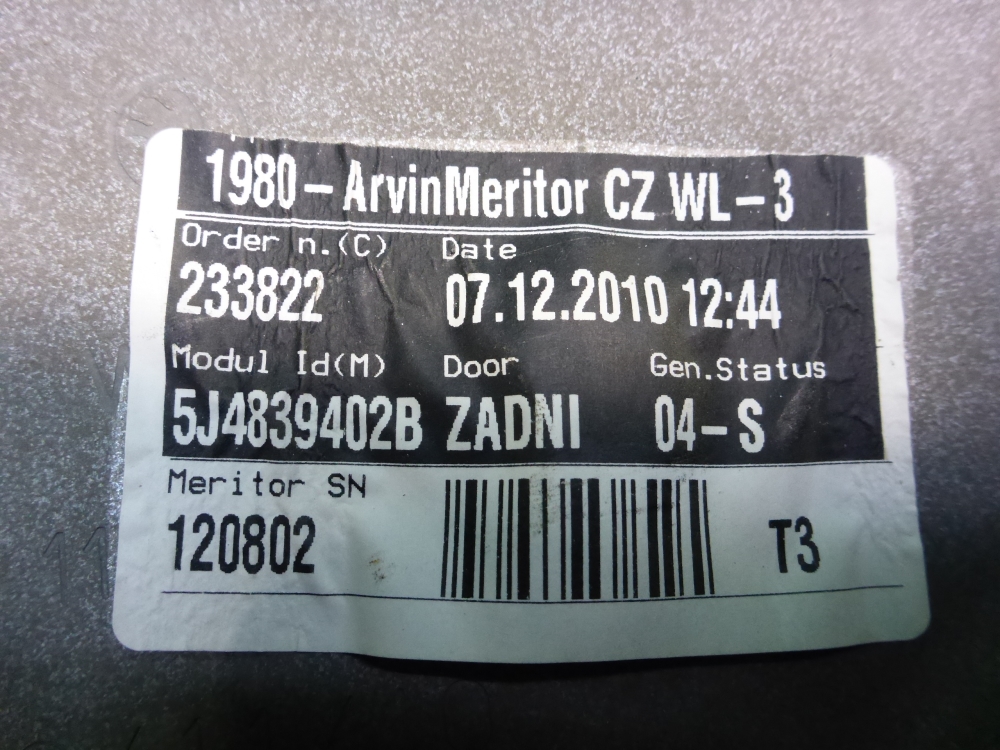 1980-ArvinMeritor CZ WL-3
Order n.(C) Date
233822 07.12.2010 12:44
Modul Id(M) Door Gen.Status
5J4839402B ZADNI 04-S
Meritor SN
120802 T3